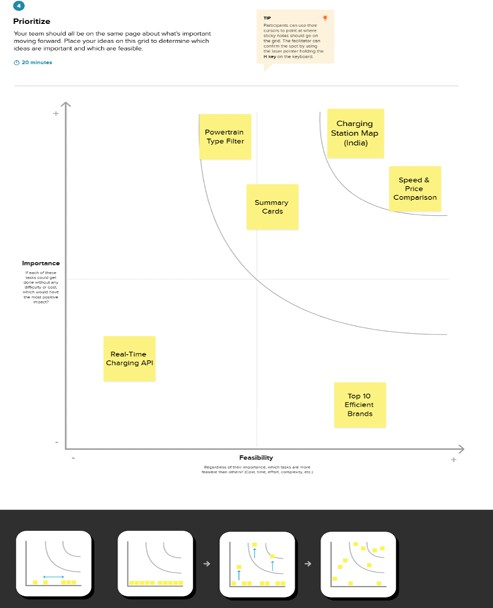 4
Prioritize
Your team should all be on the same page about what's important
moving forward. Place your ideas on this grid to determine which
ideas are important and which are feasible.
20 minutes
TIP
Participants can use their
cursors to point at where
sticky notes should go on
the grid. The facilitator can
confirm the spot by using
the laser pointer holding the
H key on the keyboard.
+
Powertrain
Type Filter
Charging
Station Map
(India)
Speed &
Price
Comparison
Summary
Cards
Importance
If each of these
tasks could get
done without any
difficulty or cost,
which would have
the most positive
impact?
Real-Time
Charging API
Top 10
Efficient
Brands
-
-
Feasibility
+
Regardless of their importance, which tasks are more
feasible than others? (Cost, time, effort, complexity, etc.)